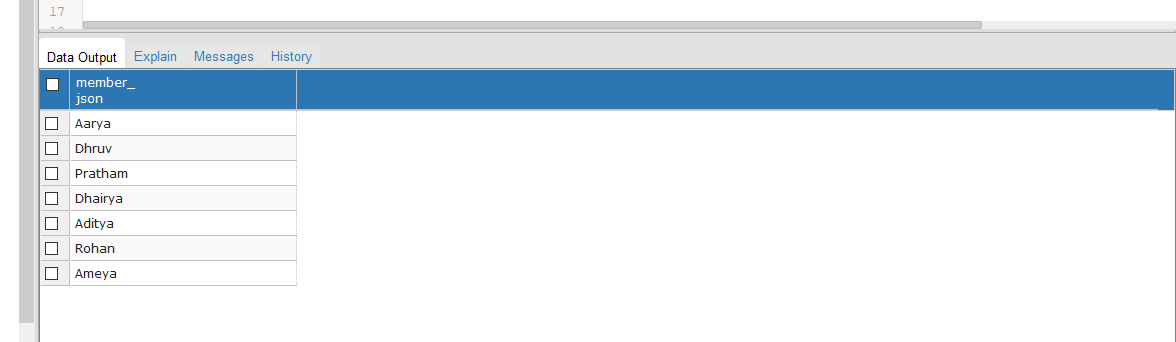 17
Data Output Explain Messages History
member_
json
Aarya
Dhruv
Pratham
Dhairya
Aditya
Rohan
Ameya